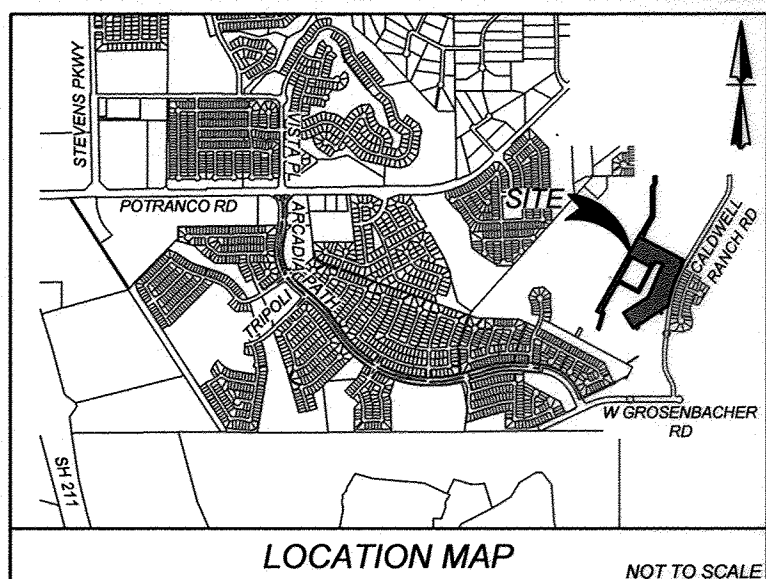 STEVENS PKWY
VISTA PL
POTRANCO RD
ARCADIA PATH
TRIPOLI
SITE
CALDWELL
RANCH RD
W GROSENBACHER
RD
SH 211
LOCATION MAP
NOT TO SCALE